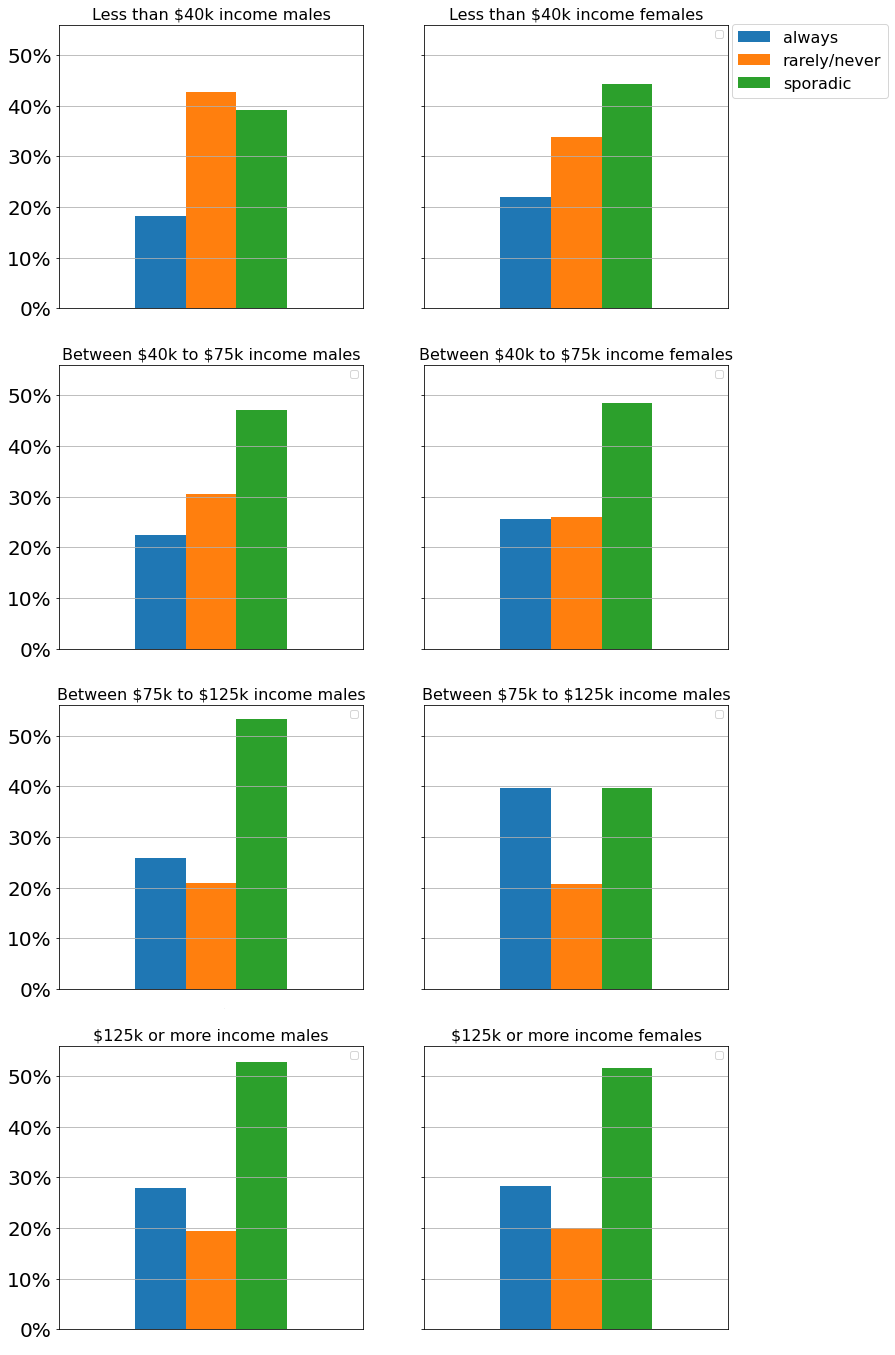 Less than $40k income males
Less than $40k income females
always
rarely/never
sporadic
50%
40%
30%
20%
10%
0%
Between $40k to $75k income males
Between $40k to $75k income females
50%
40%
30%
20%
10%
0%
Between $75k to $125k income males
Between $75k to $125k income males
50%
40%
30%
20%
10%
0%
$125k or more income males
$125k or more income females
50%
40%
30%
20%
10%
0%